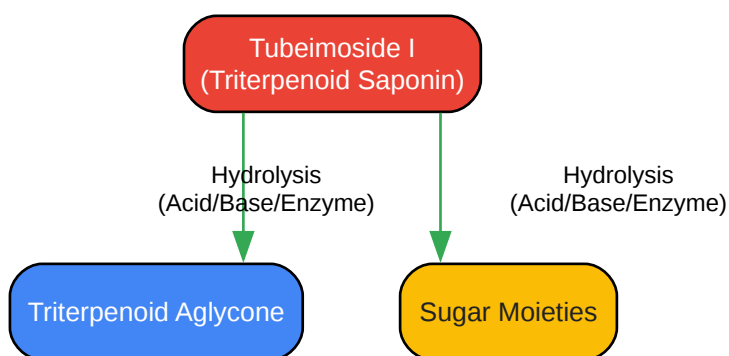 Tubeimoside I
(Triterpenoid Saponin)
Hydrolysis
(Acid/Base/Enzyme)
Hydrolysis
(Acid/Base/Enzyme)
Triterpenoid Aglycone
Sugar Moieties